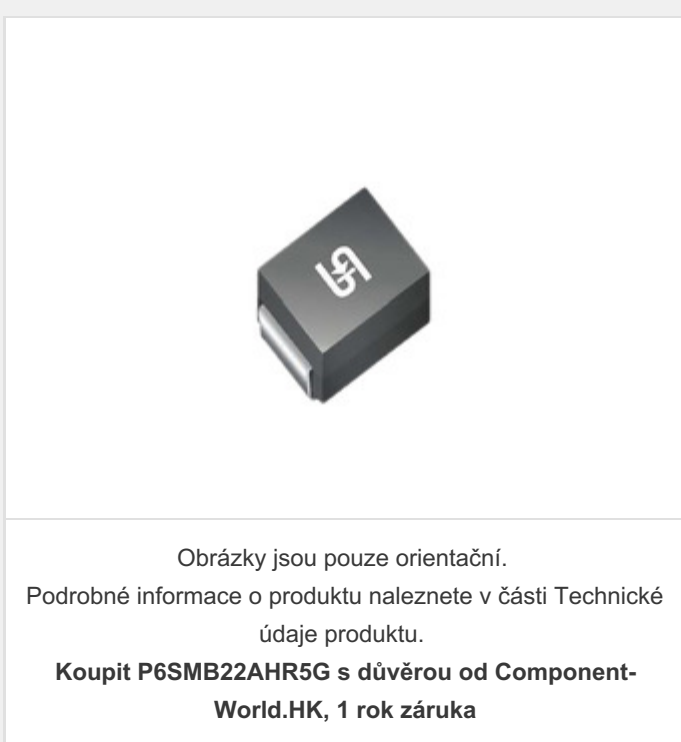 Obrázky jsou pouze orientační.
Podrobné informace o produktu naleznete v části Technické
údaje produktu.
Koupit P6SMB22AHR5G s důvěrou od Component-
World.HK, 1 rok záruka